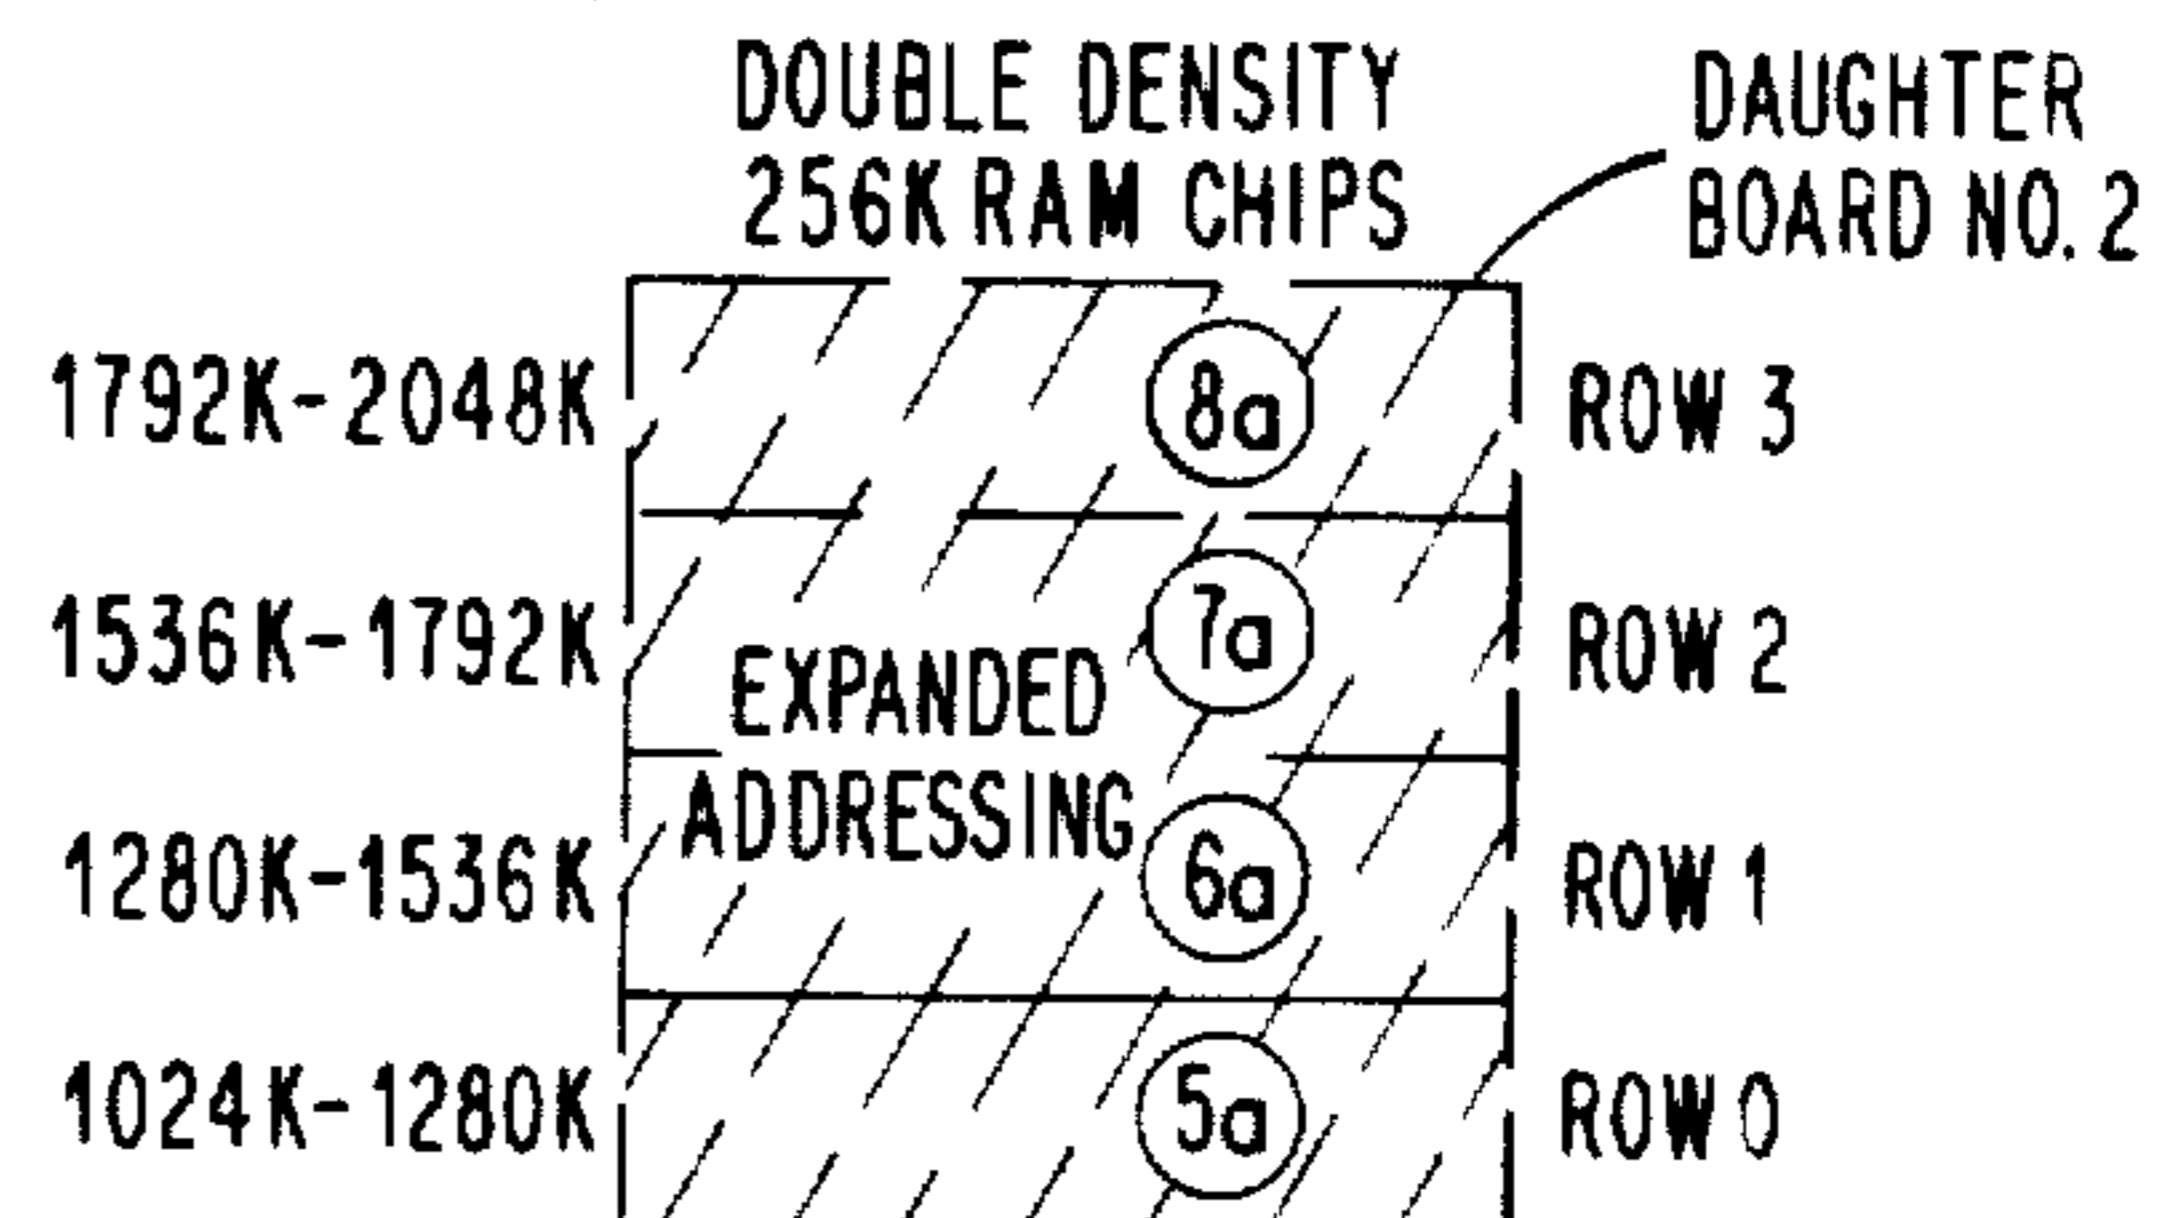 DOUBLE DENSITY
256K RAM CHIPS
DAUGHTER
BOARD NO. 2
1792K-2048K
8a
ROW 3
1536K-1792K
7a
ROW 2
EXPANDED
ADDRESSING
1280K-1536K
6a
ROW 1
1024K-1280K
5a
ROW 0